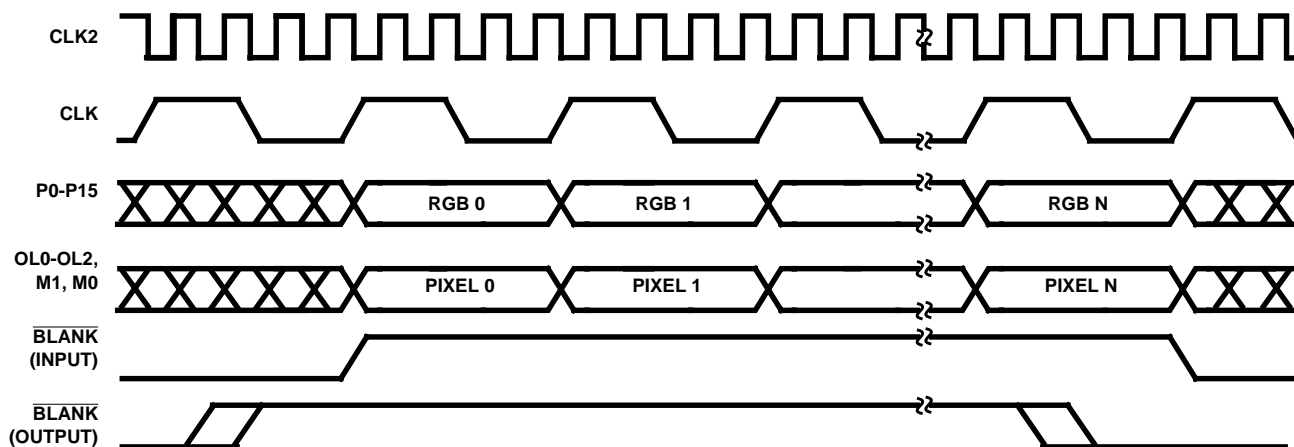 CLK2
CLK
P0-P15
RGB 0
RGB 1
RGB N
OL0-OL2,
M1, M0
PIXEL 0
PIXEL 1
PIXEL N
BLANK
(INPUT)
BLANK
(OUTPUT)